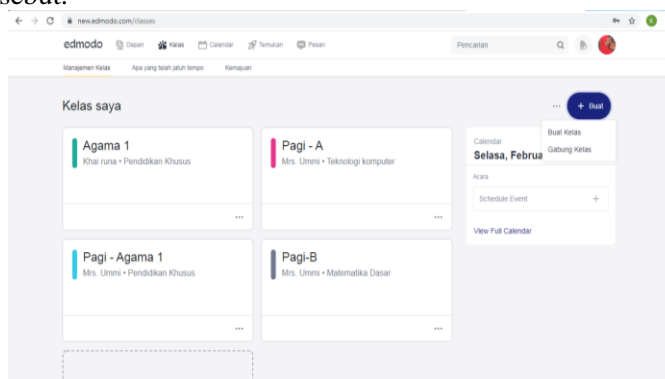 sebut.
new.edmodo.com/classes
edmodo Depan Kelas Calendar Temukan Pesan Pencarian
Manajemen Kelas Apa yang telah jatuh tempo Kemajuan
Kelas saya
... + Buat
Buat Kelas
Gabung Kelas
Agama 1
Khai runa • Pendidikan Khusus
...
Pagi - A
Mrs. Ummi • Teknologi komputer
...
Calendar
Selasa, Februa
Acara
Schedule Event +
View Full Calendar
Pagi - Agama 1
Mrs. Ummi • Pendidikan Khusus
...
Pagi-B
Mrs. Ummi • Matematika Dasar
...